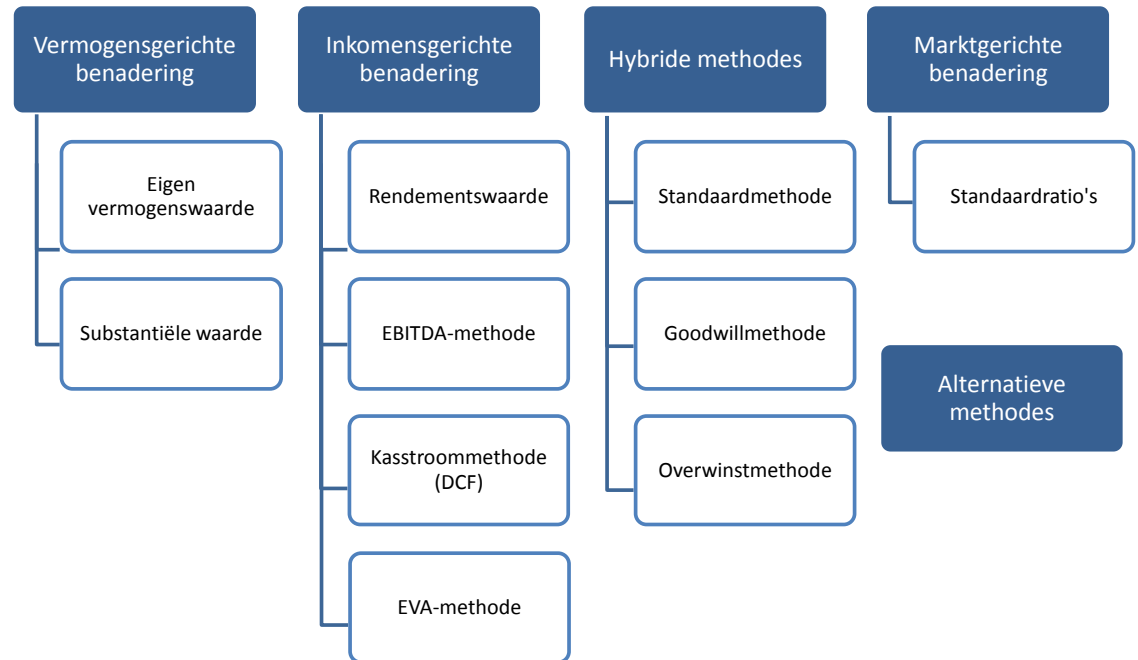 Vermogensgerichte
benadering
Eigen
vermogenswaarde
Substantiële waarde
Inkomensgerichte
benadering
Rendementswaarde
EBITDA-methode
Kasstroommethode
(DCF)
EVA-methode
Hybride methodes
Standaardmethode
Goodwillmethode
Overwinstmethode
Marktgerichte
benadering
Standaardratio's
Alternatieve
methodes